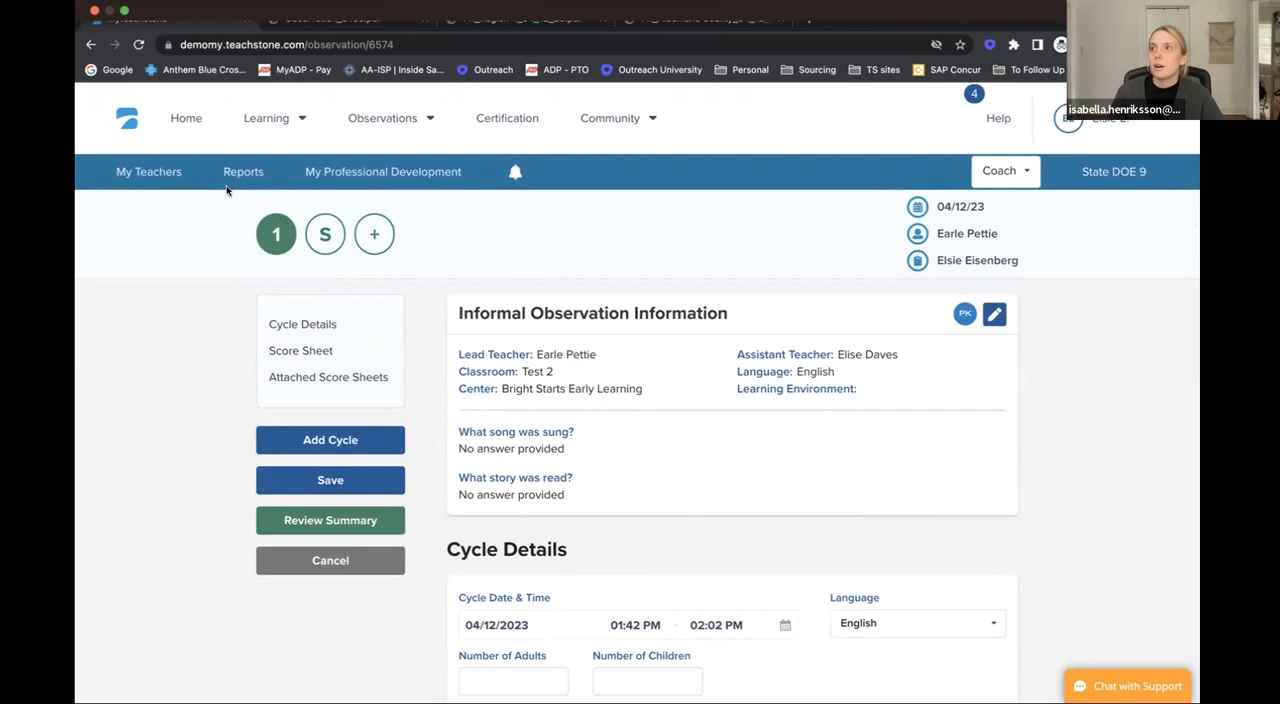 demomy.teachstone.com/observation/6574
Google
Anthem Blue Cros...
MyADP - Pay
AA-ISP | Inside Sa...
Outreach
ADP - PTO
Outreach University
Personal
Sourcing
TS sites
SAP Concur
To Follow Up
isabella.henriksson@...
4
Home
Learning
Observations
Certification
Community
Help
My Teachers
Reports
My Professional Development
Coach
State DOE 9
1
S
+
04/12/23
Earle Pettie
Elsie Eisenberg
Cycle Details
Score Sheet
Attached Score Sheets
Add Cycle
Save
Review Summary
Cancel
Informal Observation Information
PK
Lead Teacher: Earle Pettie
Assistant Teacher: Elise Daves
Classroom: Test 2
Language: English
Center: Bright Starts Early Learning
Learning Environment:
What song was sung?
No answer provided
What story was read?
No answer provided
Cycle Details
Cycle Date & Time
Language
04/12/2023
01:42 PM - 02:02 PM
English
Number of Adults
Number of Children
Chat with Support